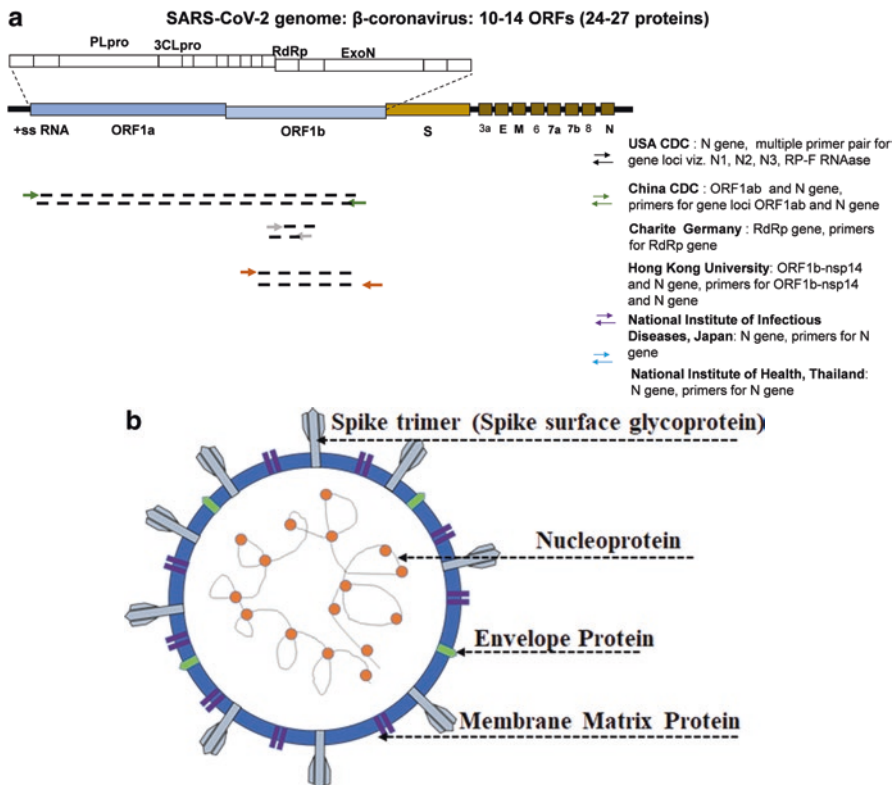 a
SARS-CoV-2 genome: β-coronavirus: 10-14 ORFs (24-27 proteins)
PLpro 3CLpro RdRp ExoN
+ss RNA ORF1a ORF1b S 3a E M 6 7a 7b 8 N
USA CDC : N gene, multiple primer pair for
gene loci viz. N1, N2, N3, RP-F RNAase
China CDC : ORF1ab and N gene,
primers for gene loci ORF1ab and N gene
Charite Germany : RdRp gene, primers
for RdRp gene
Hong Kong University: ORF1b-nsp14
and N gene, primers for ORF1b-nsp14
and N gene
National Institute of Infectious
Diseases, Japan: N gene, primers for N
gene
National Institute of Health, Thailand:
N gene, primers for N gene
b
Spike trimer (Spike surface glycoprotein)
Nucleoprotein
Envelope Protein
Membrane Matrix Protein